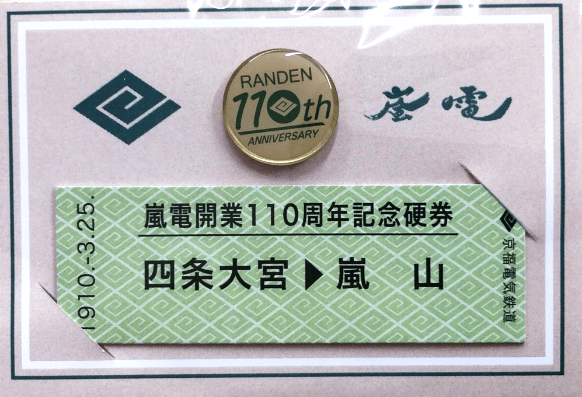 RANDEN
110th
ANNIVERSARY
嵐電
嵐電開業110周年記念硬券
四条大宮▶嵐 山
1910.-3.25.
京福電気鉄道